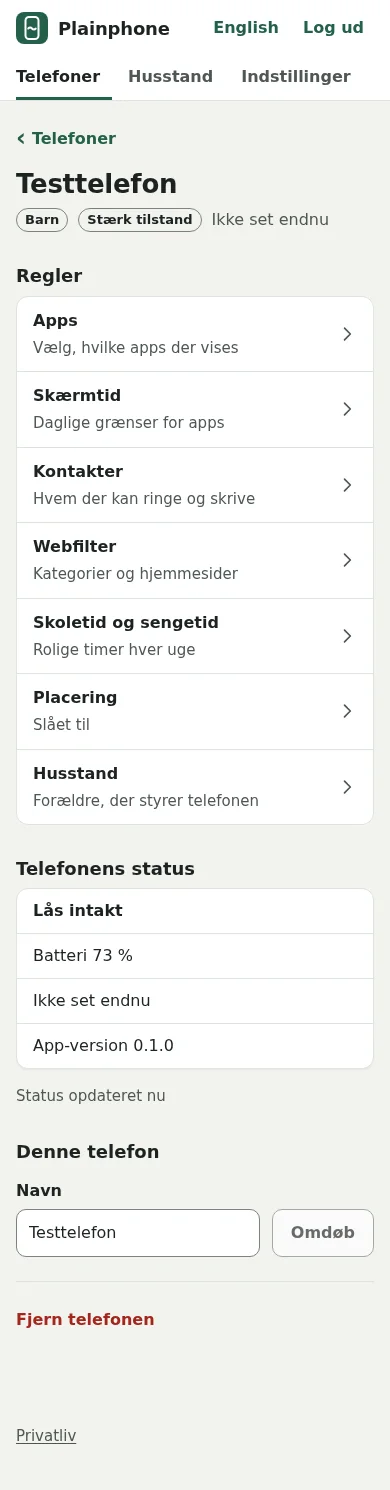 Plainphone English Log ud
Telefoner Husstand Indstillinger
‹ Telefoner
Testtelefon
Barn Stærk tilstand Ikke set endnu
Regler
Apps
Vælg, hvilke apps der vises
Skærmtid
Daglige grænser for apps
Kontakter
Hvem der kan ringe og skrive
Webfilter
Kategorier og hjemmesider
Skoletid og sengetid
Rolige timer hver uge
Placering
Slået til
Husstand
Forældre, der styrer telefonen
Telefonens status
Lås intakt
Batteri 73 %
Ikke set endnu
App-version 0.1.0
Status opdateret nu
Denne telefon
Navn
Testtelefon Omdøb
Fjern telefonen
Privatliv